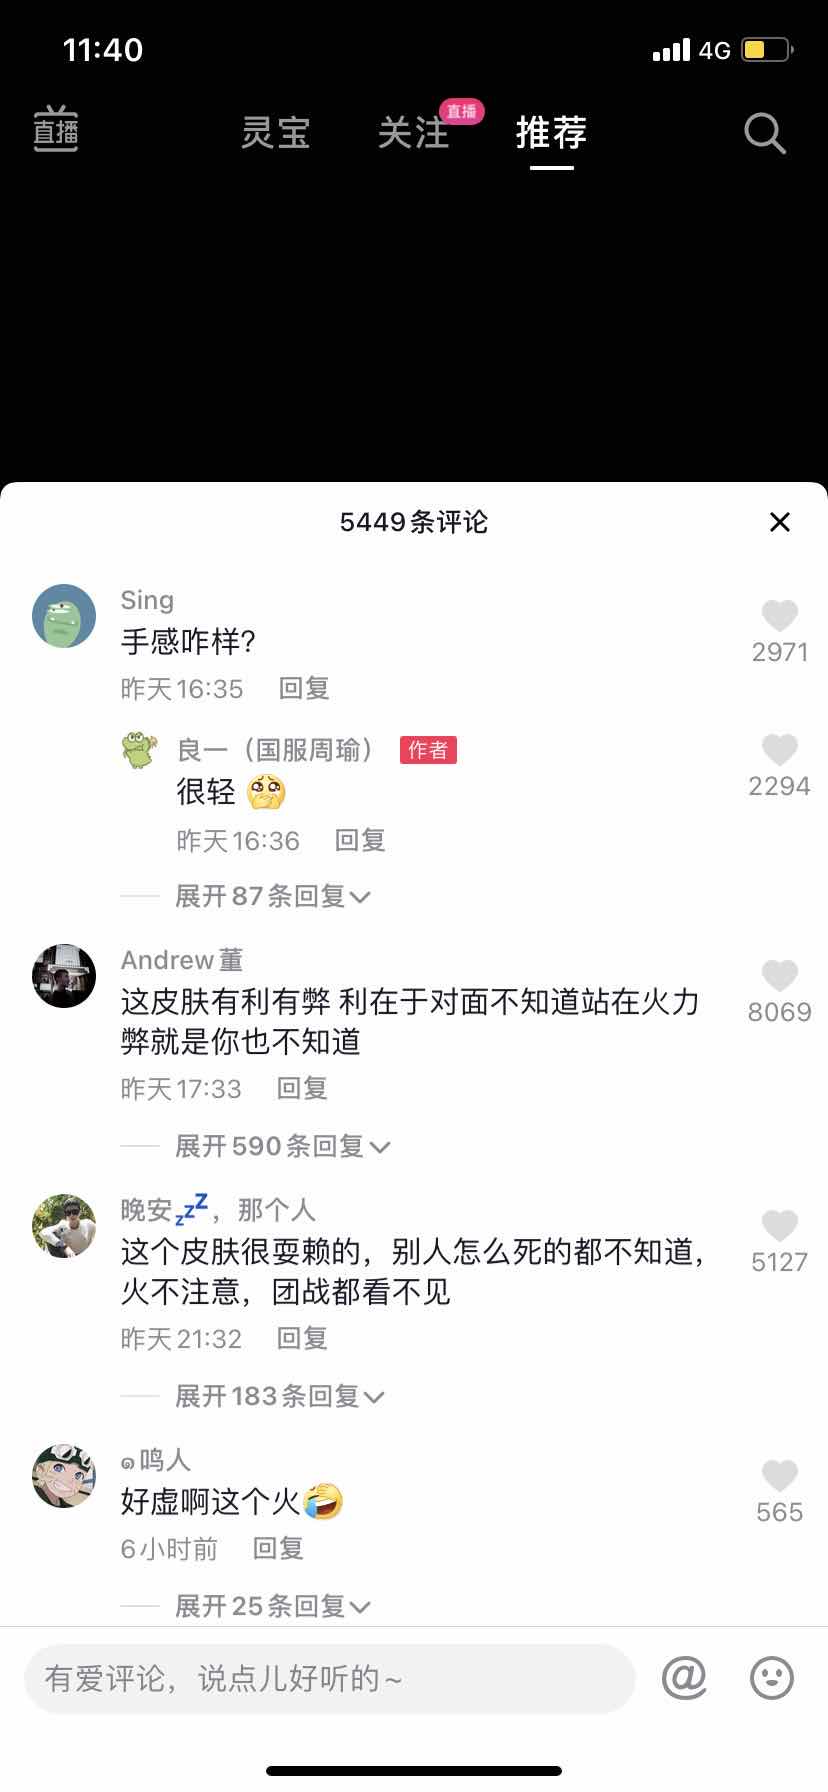 11:40
4G
直播
灵宝
关注
直播
推荐
5449条评论
Sing
手感咋样?
昨天16:35 回复
2971
良一（国服周瑜） 作者
很轻🥺
昨天16:36 回复
2294
展开87条回复
Andrew董
这皮肤有利有弊 利在于对面不知道站在火力
弊就是你也不知道
昨天17:33 回复
8069
展开590条回复
晚安💤，那个人
这个皮肤很耍赖的，别人怎么死的都不知道，
火不注意，团战都看不见
昨天21:32 回复
5127
展开183条回复
๑鸣人
好虚啊这个火🤣
6小时前 回复
565
展开25条回复
有爱评论，说点儿好听的~
@